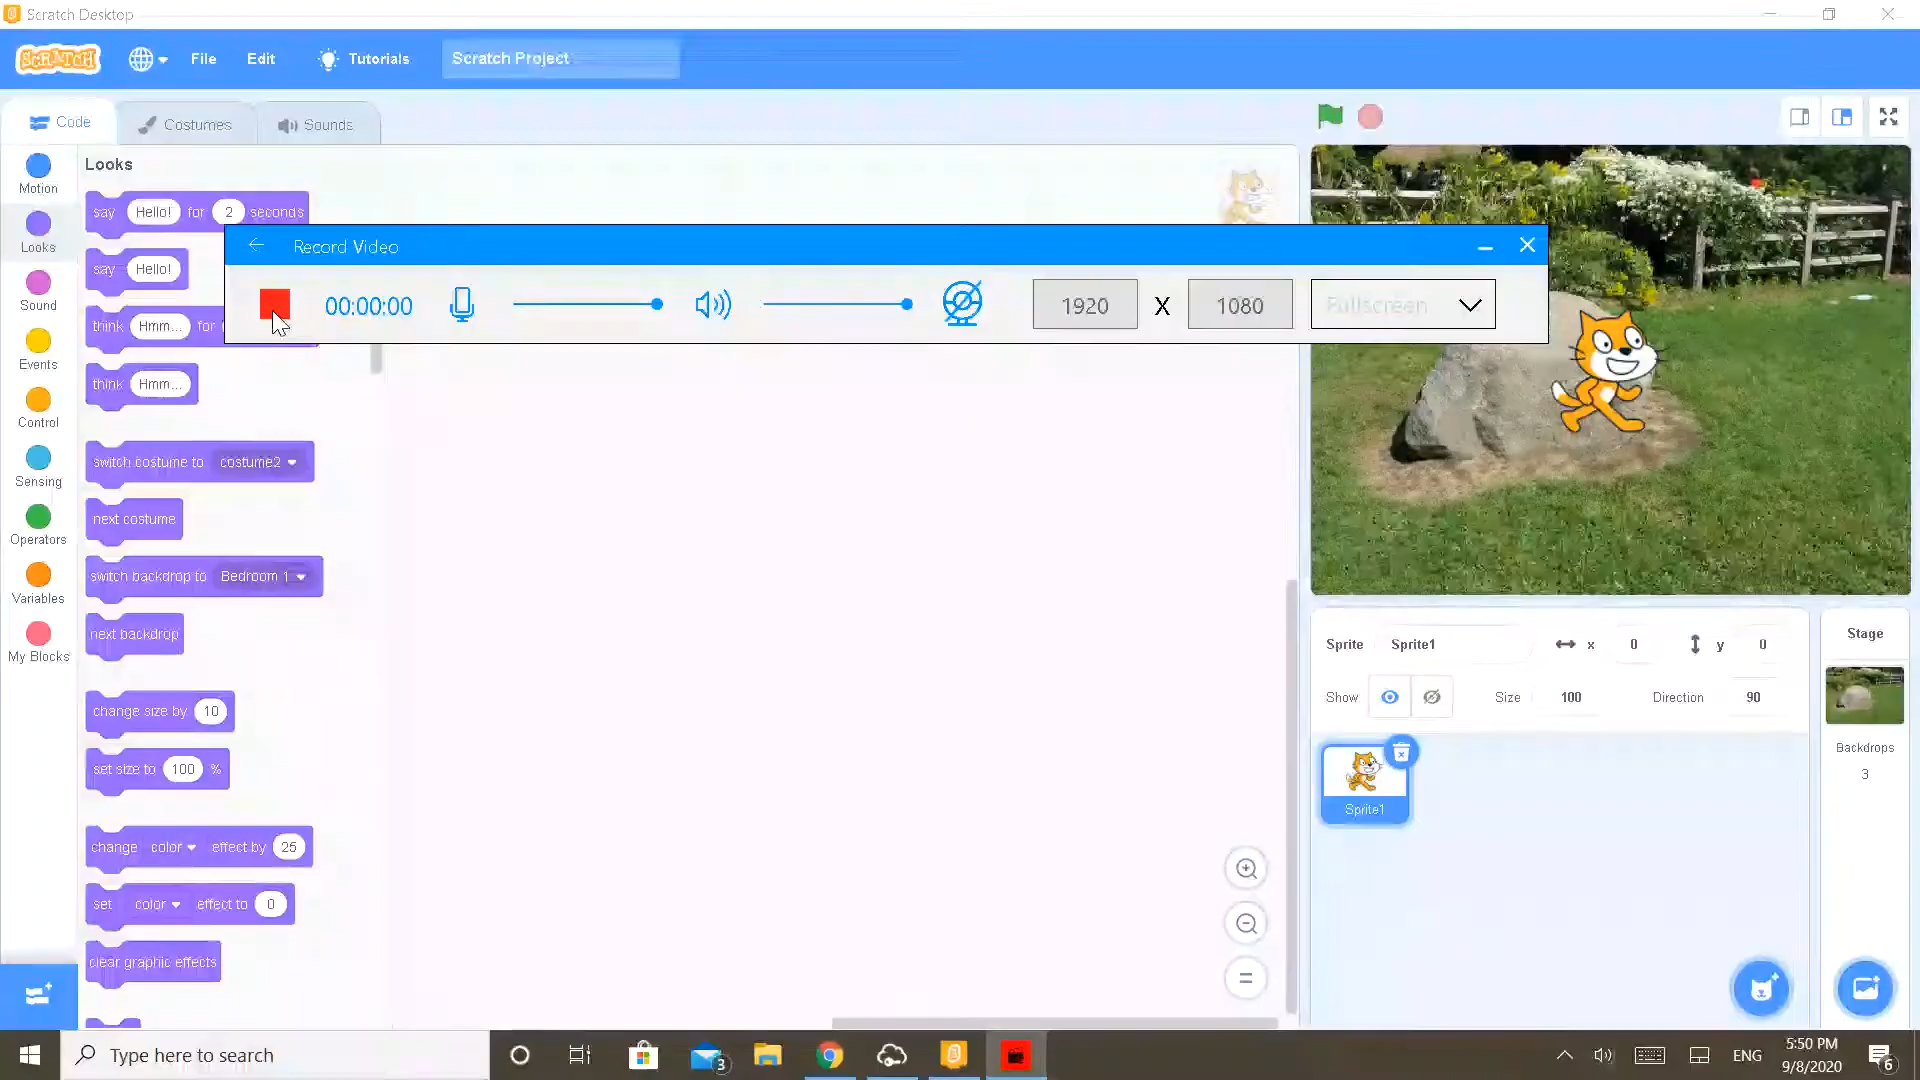 Scratch Desktop
SCRATCH
File
Edit
Tutorials
Scratch Project
Code
Costumes
Sounds
Motion
Looks
Sound
Events
Control
Sensing
Operators
Variables
My Blocks
Looks
say Hello! for 2 seconds
say Hello!
think Hmm... for
think Hmm...
switch costume to costume2
next costume
switch backdrop to Bedroom 1
next backdrop
change size by 10
set size to 100 %
change color effect by 25
set color effect to 0
clear graphic effects
Record Video
00:00:00
1920 X 1080
Fullscreen
Sprite Sprite1 x 0 y 0
Show Size 100 Direction 90
Sprite1
Stage
Backdrops
3
Type here to search
3
ENG
5:50 PM
9/8/2020
6